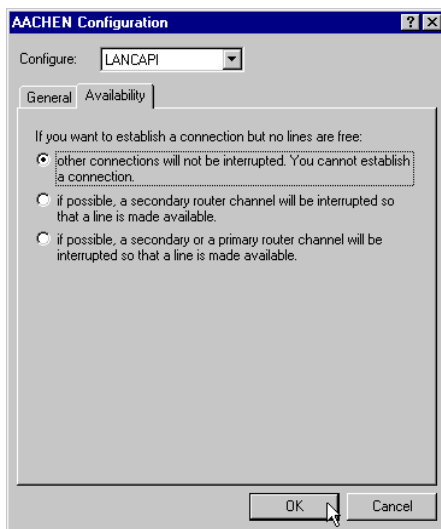 AACHEN Configuration
Configure: LANCAPI
General Availability
If you want to establish a connection but no lines are free:
other connections will not be interrupted. You cannot establish
a connection.
if possible, a secondary router channel will be interrupted so
that a line is made available.
if possible, a secondary or a primary router channel will be
interrupted so that a line is made available.
OK Cancel